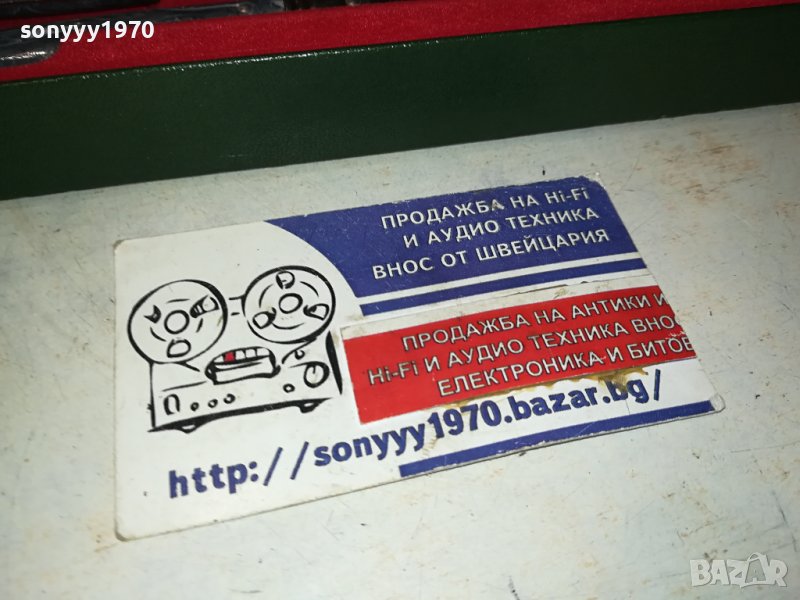 sonyyy1970
ПРОДАЖБА НА Hi-Fi
И АУДИО ТЕХНИКА
ВНОС ОТ ШВЕЙЦАРИЯ
ПРОДАЖБА НА АНТИКИ И
Hi-Fi И АУДИО ТЕХНИКА ВНО
ЕЛЕКТРОНИКА И БИТОВ
http://sonyyy1970.bazar.bg/
BAZAR